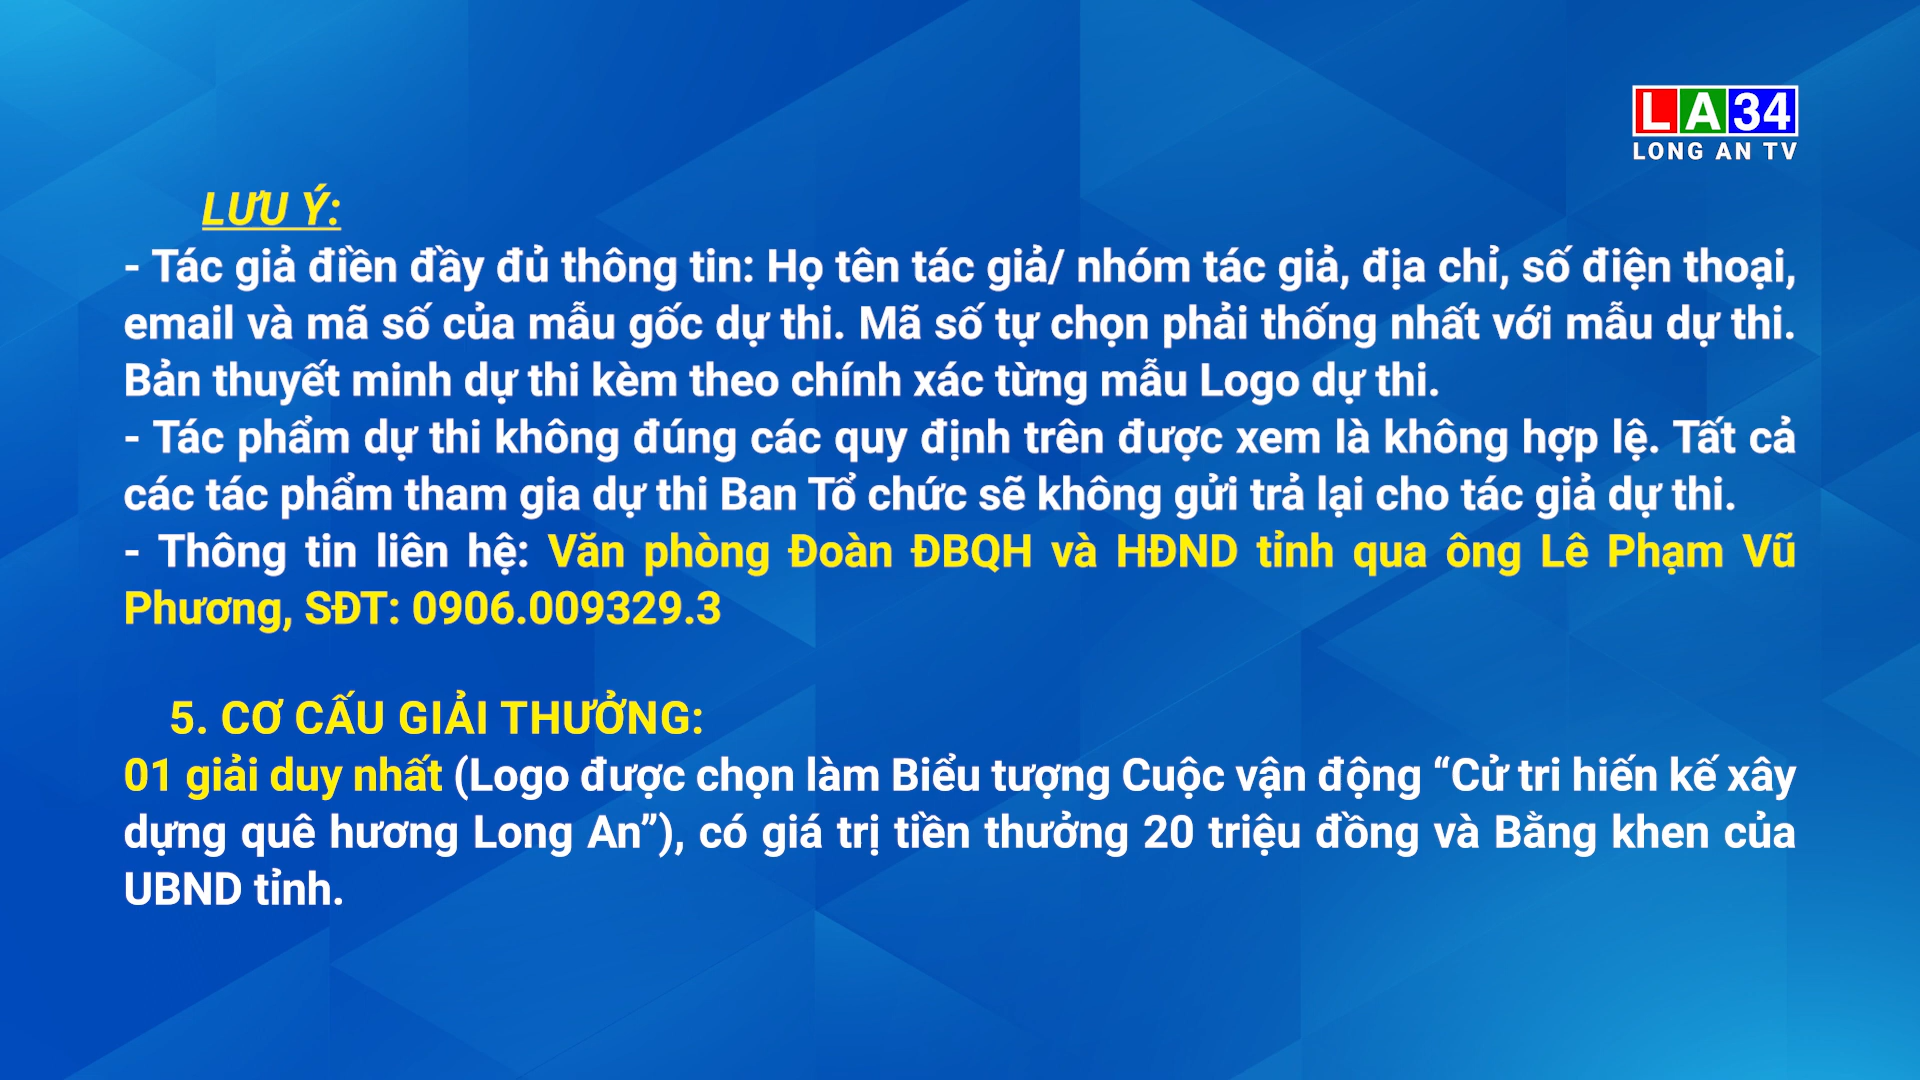 LA34
LONG AN TV
LƯU Ý:
- Tác giả điền đầy đủ thông tin: Họ tên tác giả/ nhóm tác giả, địa chỉ, số điện thoại,
email và mã số của mẫu gốc dự thi. Mã số tự chọn phải thống nhất với mẫu dự thi.
Bản thuyết minh dự thi kèm theo chính xác từng mẫu Logo dự thi.
- Tác phẩm dự thi không đúng các quy định trên được xem là không hợp lệ. Tất cả
các tác phẩm tham gia dự thi Ban Tổ chức sẽ không gửi trả lại cho tác giả dự thi.
- Thông tin liên hệ: Văn phòng Đoàn ĐBQH và HĐND tỉnh qua ông Lê Phạm Vũ
Phương, SĐT: 0906.009329.3
5. CƠ CẤU GIẢI THƯỞNG:
01 giải duy nhất (Logo được chọn làm Biểu tượng Cuộc vận động “Cử tri hiến kế xây
dựng quê hương Long An”), có giá trị tiền thưởng 20 triệu đồng và Bằng khen của
UBND tỉnh.